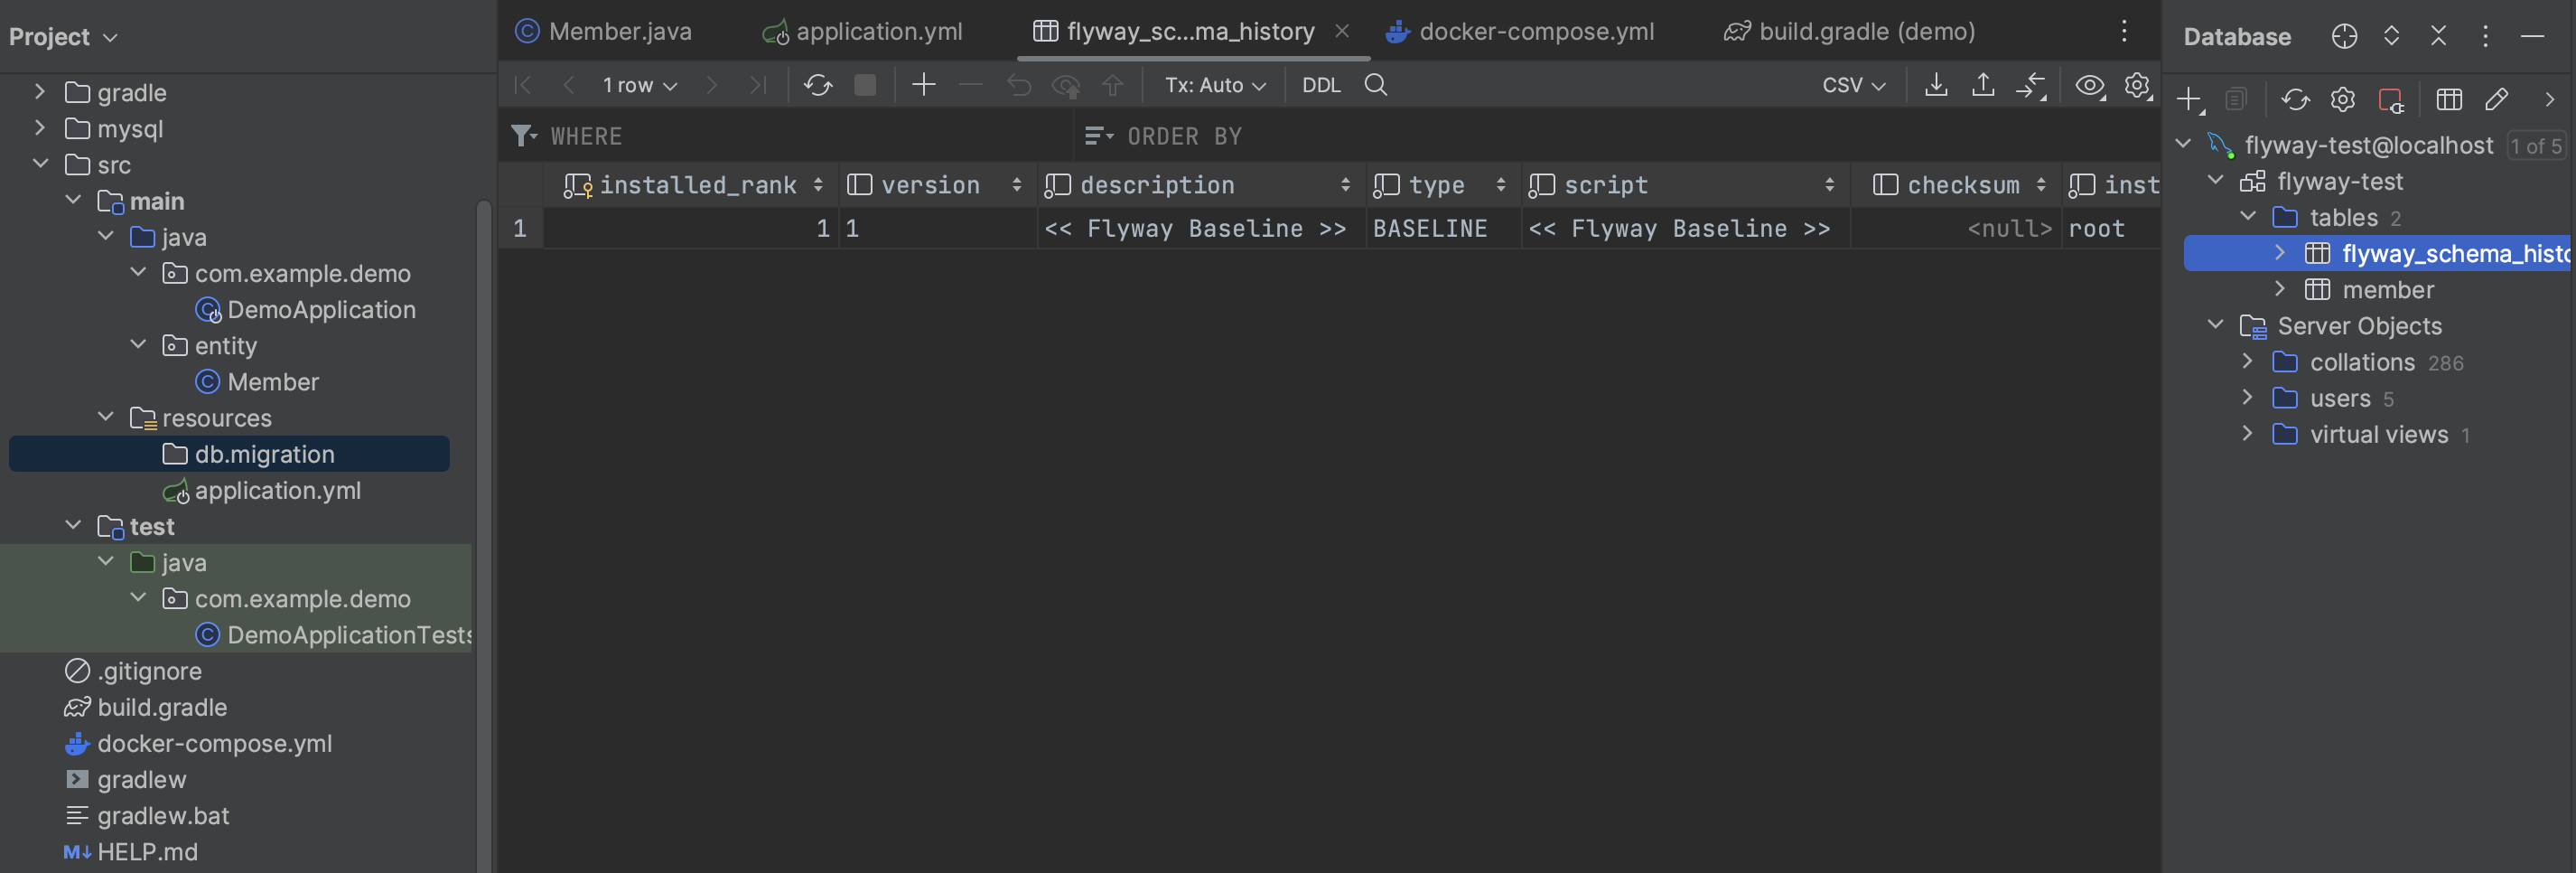 Project
gradle
mysql
src
main
java
com.example.demo
DemoApplication
entity
Member
resources
db.migration
application.yml
test
java
com.example.demo
DemoApplicationTests
.gitignore
build.gradle
docker-compose.yml
gradlew
gradlew.bat
M↓ HELP.md
Member.java application.yml flyway_sc...ma_history docker-compose.yml build.gradle (demo)
1 row Tx: Auto DDL CSV
WHERE ORDER BY
installed_rank version description type script checksum inst
1 1 1 << Flyway Baseline >> BASELINE << Flyway Baseline >> <null> root
Database
flyway-test@localhost 1 of 5
flyway-test
tables 2
flyway_schema_histo
member
Server Objects
collations 286
users 5
virtual views 1